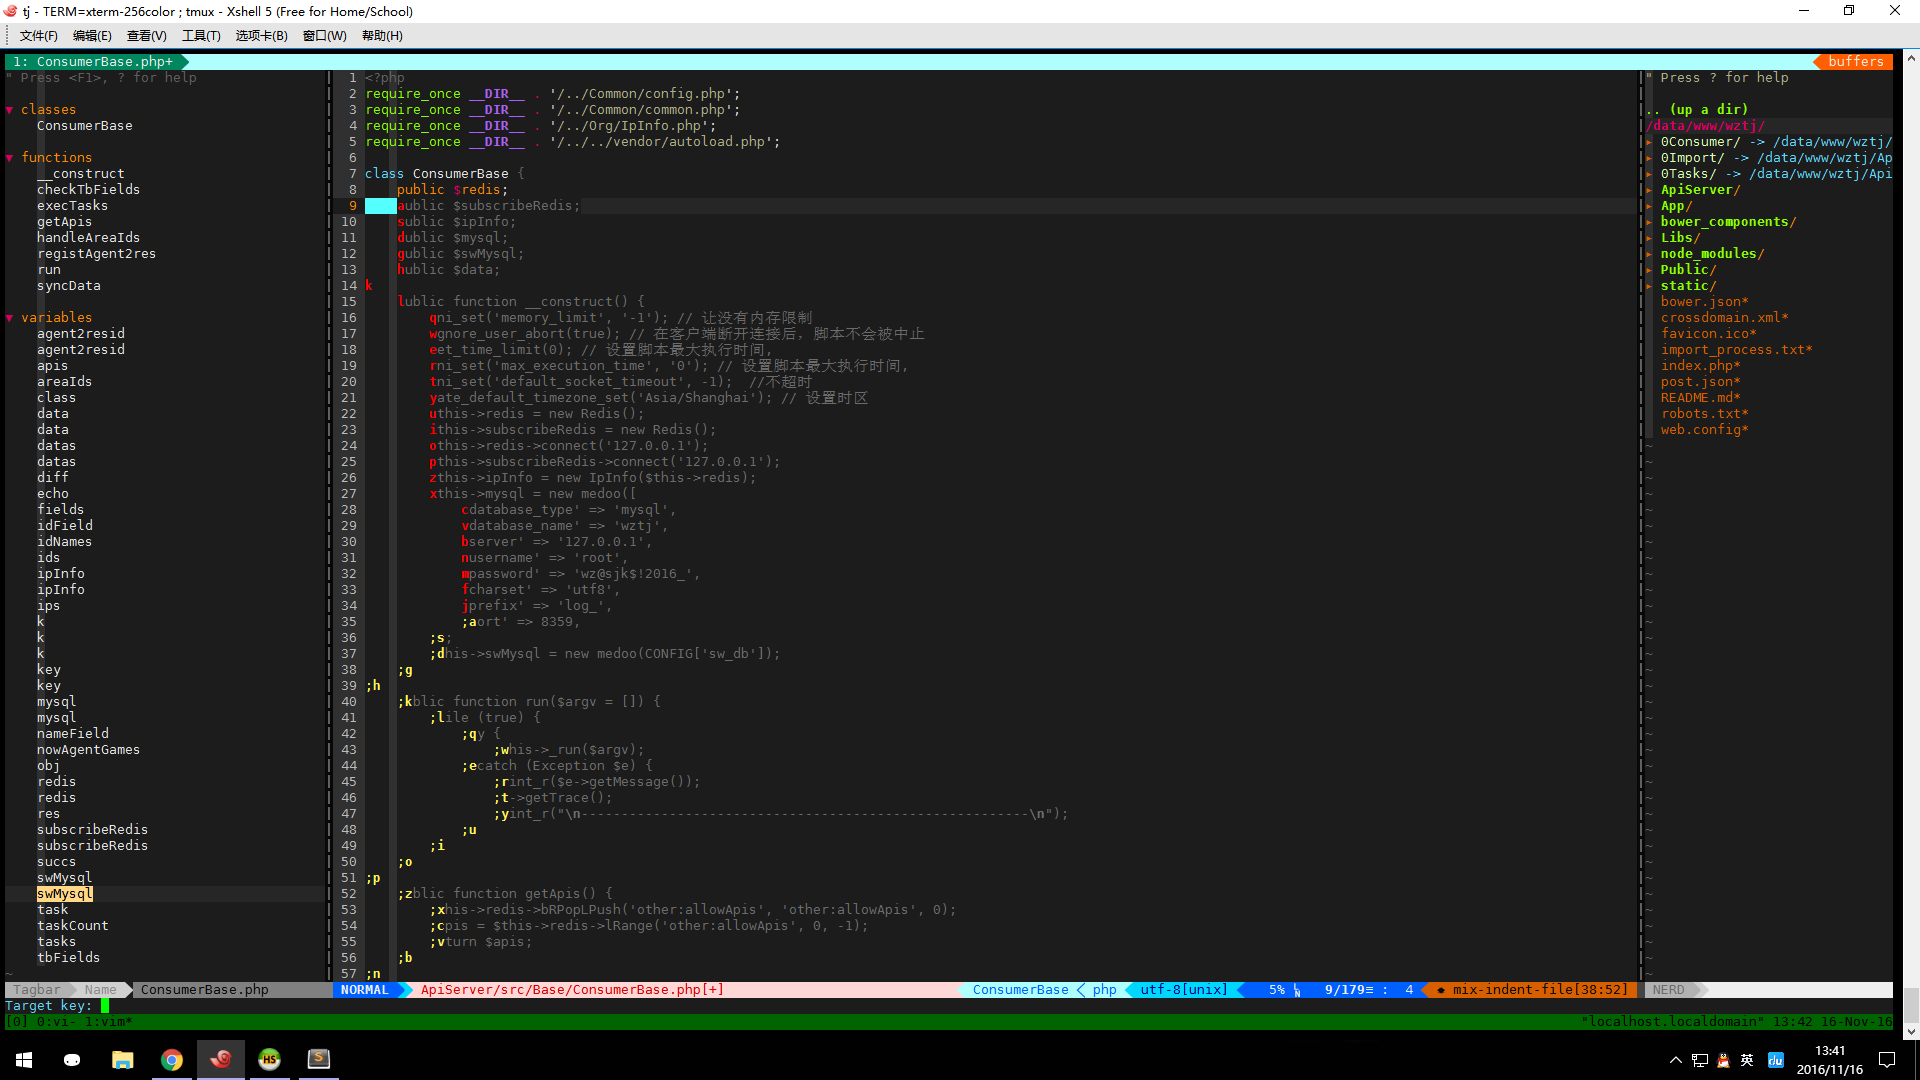 tj - TERM=xterm-256color ; tmux - Xshell 5 (Free for Home/School)
文件(F) 编辑(E) 查看(V) 工具(T) 选项卡(B) 窗口(W) 帮助(H)
1: ConsumerBase.php+
buffers
" Press <F1>, ? for help
▼ classes
ConsumerBase
▼ functions
__construct
checkTbFields
execTasks
getApis
handleAreaIds
registAgent2res
run
syncData
▼ variables
agent2resid
agent2resid
apis
areaIds
class
data
data
datas
datas
diff
echo
fields
idField
idNames
ids
ipInfo
ipInfo
ips
k
k
k
key
key
mysql
mysql
nameField
nowAgentGames
obj
redis
redis
res
subscribeRedis
subscribeRedis
succs
swMysql
swMysql
task
taskCount
tasks
tbFields
~
1 <?php
2 require_once __DIR__ . '/../Common/config.php';
3 require_once __DIR__ . '/../Common/common.php';
4 require_once __DIR__ . '/../Org/IpInfo.php';
5 require_once __DIR__ . '/../../vendor/autoload.php';
6
7 class ConsumerBase {
8 public $redis;
9 aublic $subscribeRedis;
10 sublic $ipInfo;
11 dublic $mysql;
12 gublic $swMysql;
13 hublic $data;
14 k
15 lublic function __construct() {
16 qni_set('memory_limit', '-1'); // 让没有内存限制
17 wgnore_user_abort(true); // 在客户端断开连接后，脚本不会被中止
18 eet_time_limit(0); // 设置脚本最大执行时间，
19 rni_set('max_execution_time', '0'); // 设置脚本最大执行时间，
20 tni_set('default_socket_timeout', -1);  //不超时
21 yate_default_timezone_set('Asia/Shanghai'); // 设置时区
22 uthis->redis = new Redis();
23 ithis->subscribeRedis = new Redis();
24 othis->redis->connect('127.0.0.1');
25 pthis->subscribeRedis->connect('127.0.0.1');
26 zthis->ipInfo = new IpInfo($this->redis);
27 xthis->mysql = new medoo([
28 cdatabase_type' => 'mysql',
29 vdatabase_name' => 'wztj',
30 bserver' => '127.0.0.1',
31 nusername' => 'root',
32 mpassword' => 'wz@sjk$!2016_',
33 fcharset' => 'utf8',
34 jprefix' => 'log_',
35 ;aort' => 8359,
36 ;s;
37 ;dhis->swMysql = new medoo(CONFIG['sw_db']);
38 ;g
39 ;h
40 ;kblic function run($argv = []) {
41 ;lile (true) {
42 ;qy {
43 ;whis->_run($argv);
44 ;ecatch (Exception $e) {
45 ;rint_r($e->getMessage());
46 ;t->getTrace();
47 ;yint_r("\n--------------------------------------------------------\n");
48 ;u
49 ;i
50 ;o
51 ;p
52 ;zblic function getApis() {
53 ;xhis->redis->bRPopLPush('other:allowApis', 'other:allowApis', 0);
54 ;cpis = $this->redis->lRange('other:allowApis', 0, -1);
55 ;vturn $apis;
56 ;b
57 ;n
" Press ? for help
.. (up a dir)
/data/www/wztj/
▸ 0Consumer/ -> /data/www/wztj/
▸ 0Import/ -> /data/www/wztj/Ap
▸ 0Tasks/ -> /data/www/wztj/Api
▸ ApiServer/
▸ App/
▸ bower_components/
▸ Libs/
▸ node_modules/
▸ Public/
▸ static/
bower.json*
crossdomain.xml*
favicon.ico*
import_process.txt*
index.php*
post.json*
README.md*
robots.txt*
web.config*
Tagbar Name ConsumerBase.php
NORMAL ApiServer/src/Base/ConsumerBase.php[+] ConsumerBase < php utf-8[unix] 5% 9/179≡ : 4 mix-indent-file[38:52] NERD
Target key:
[0] 0:vi- 1:vim* "localhost.localdomain" 13:42 16-Nov-16
HS S 英 du
13:41
2016/11/16